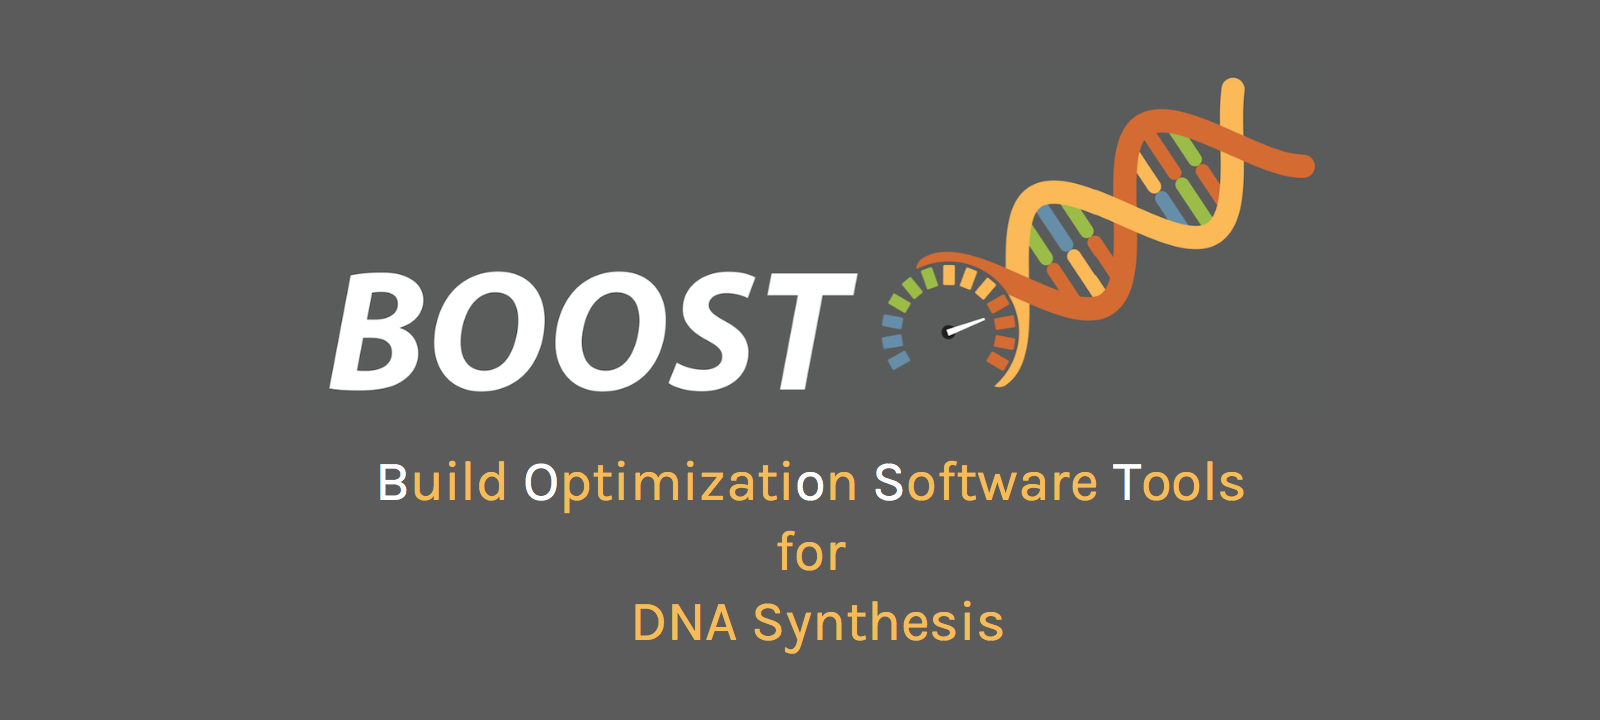 BOOST
Build Optimization Software Tools
for
DNA Synthesis